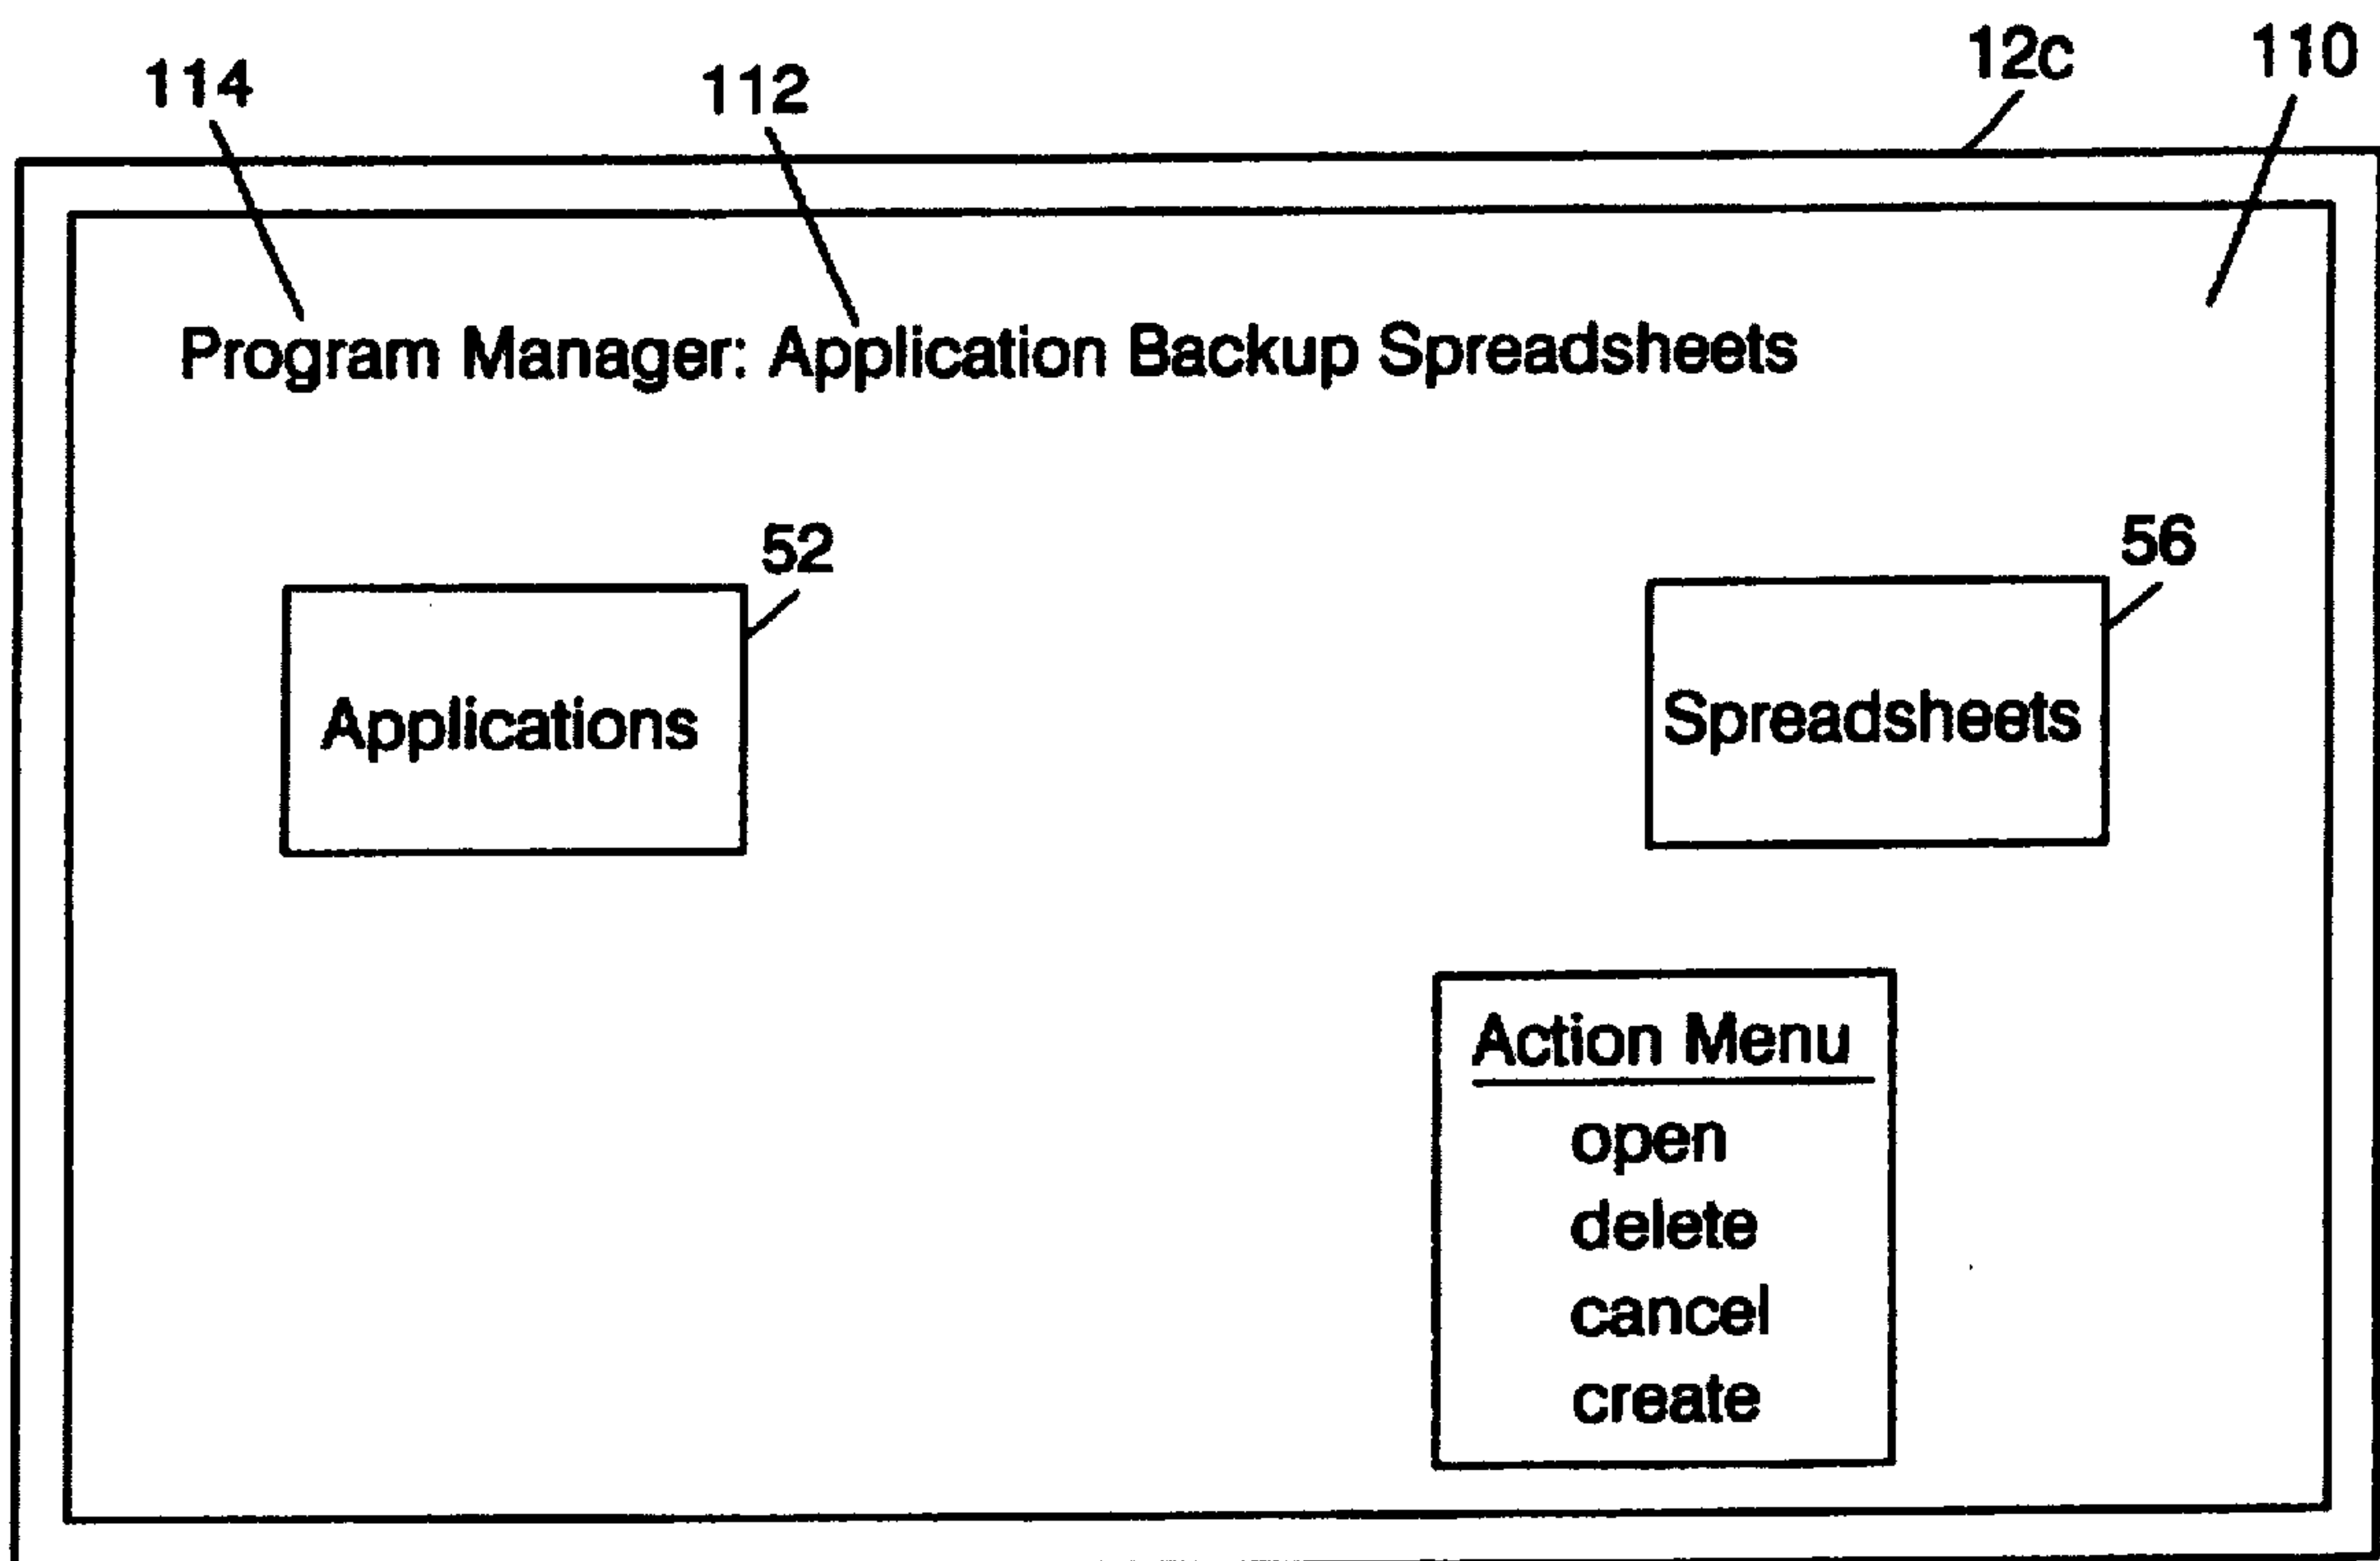 114 112 12c 110
Program Manager: Application Backup Spreadsheets
52 56
Applications Spreadsheets
Action Menu
open
delete
cancel
create